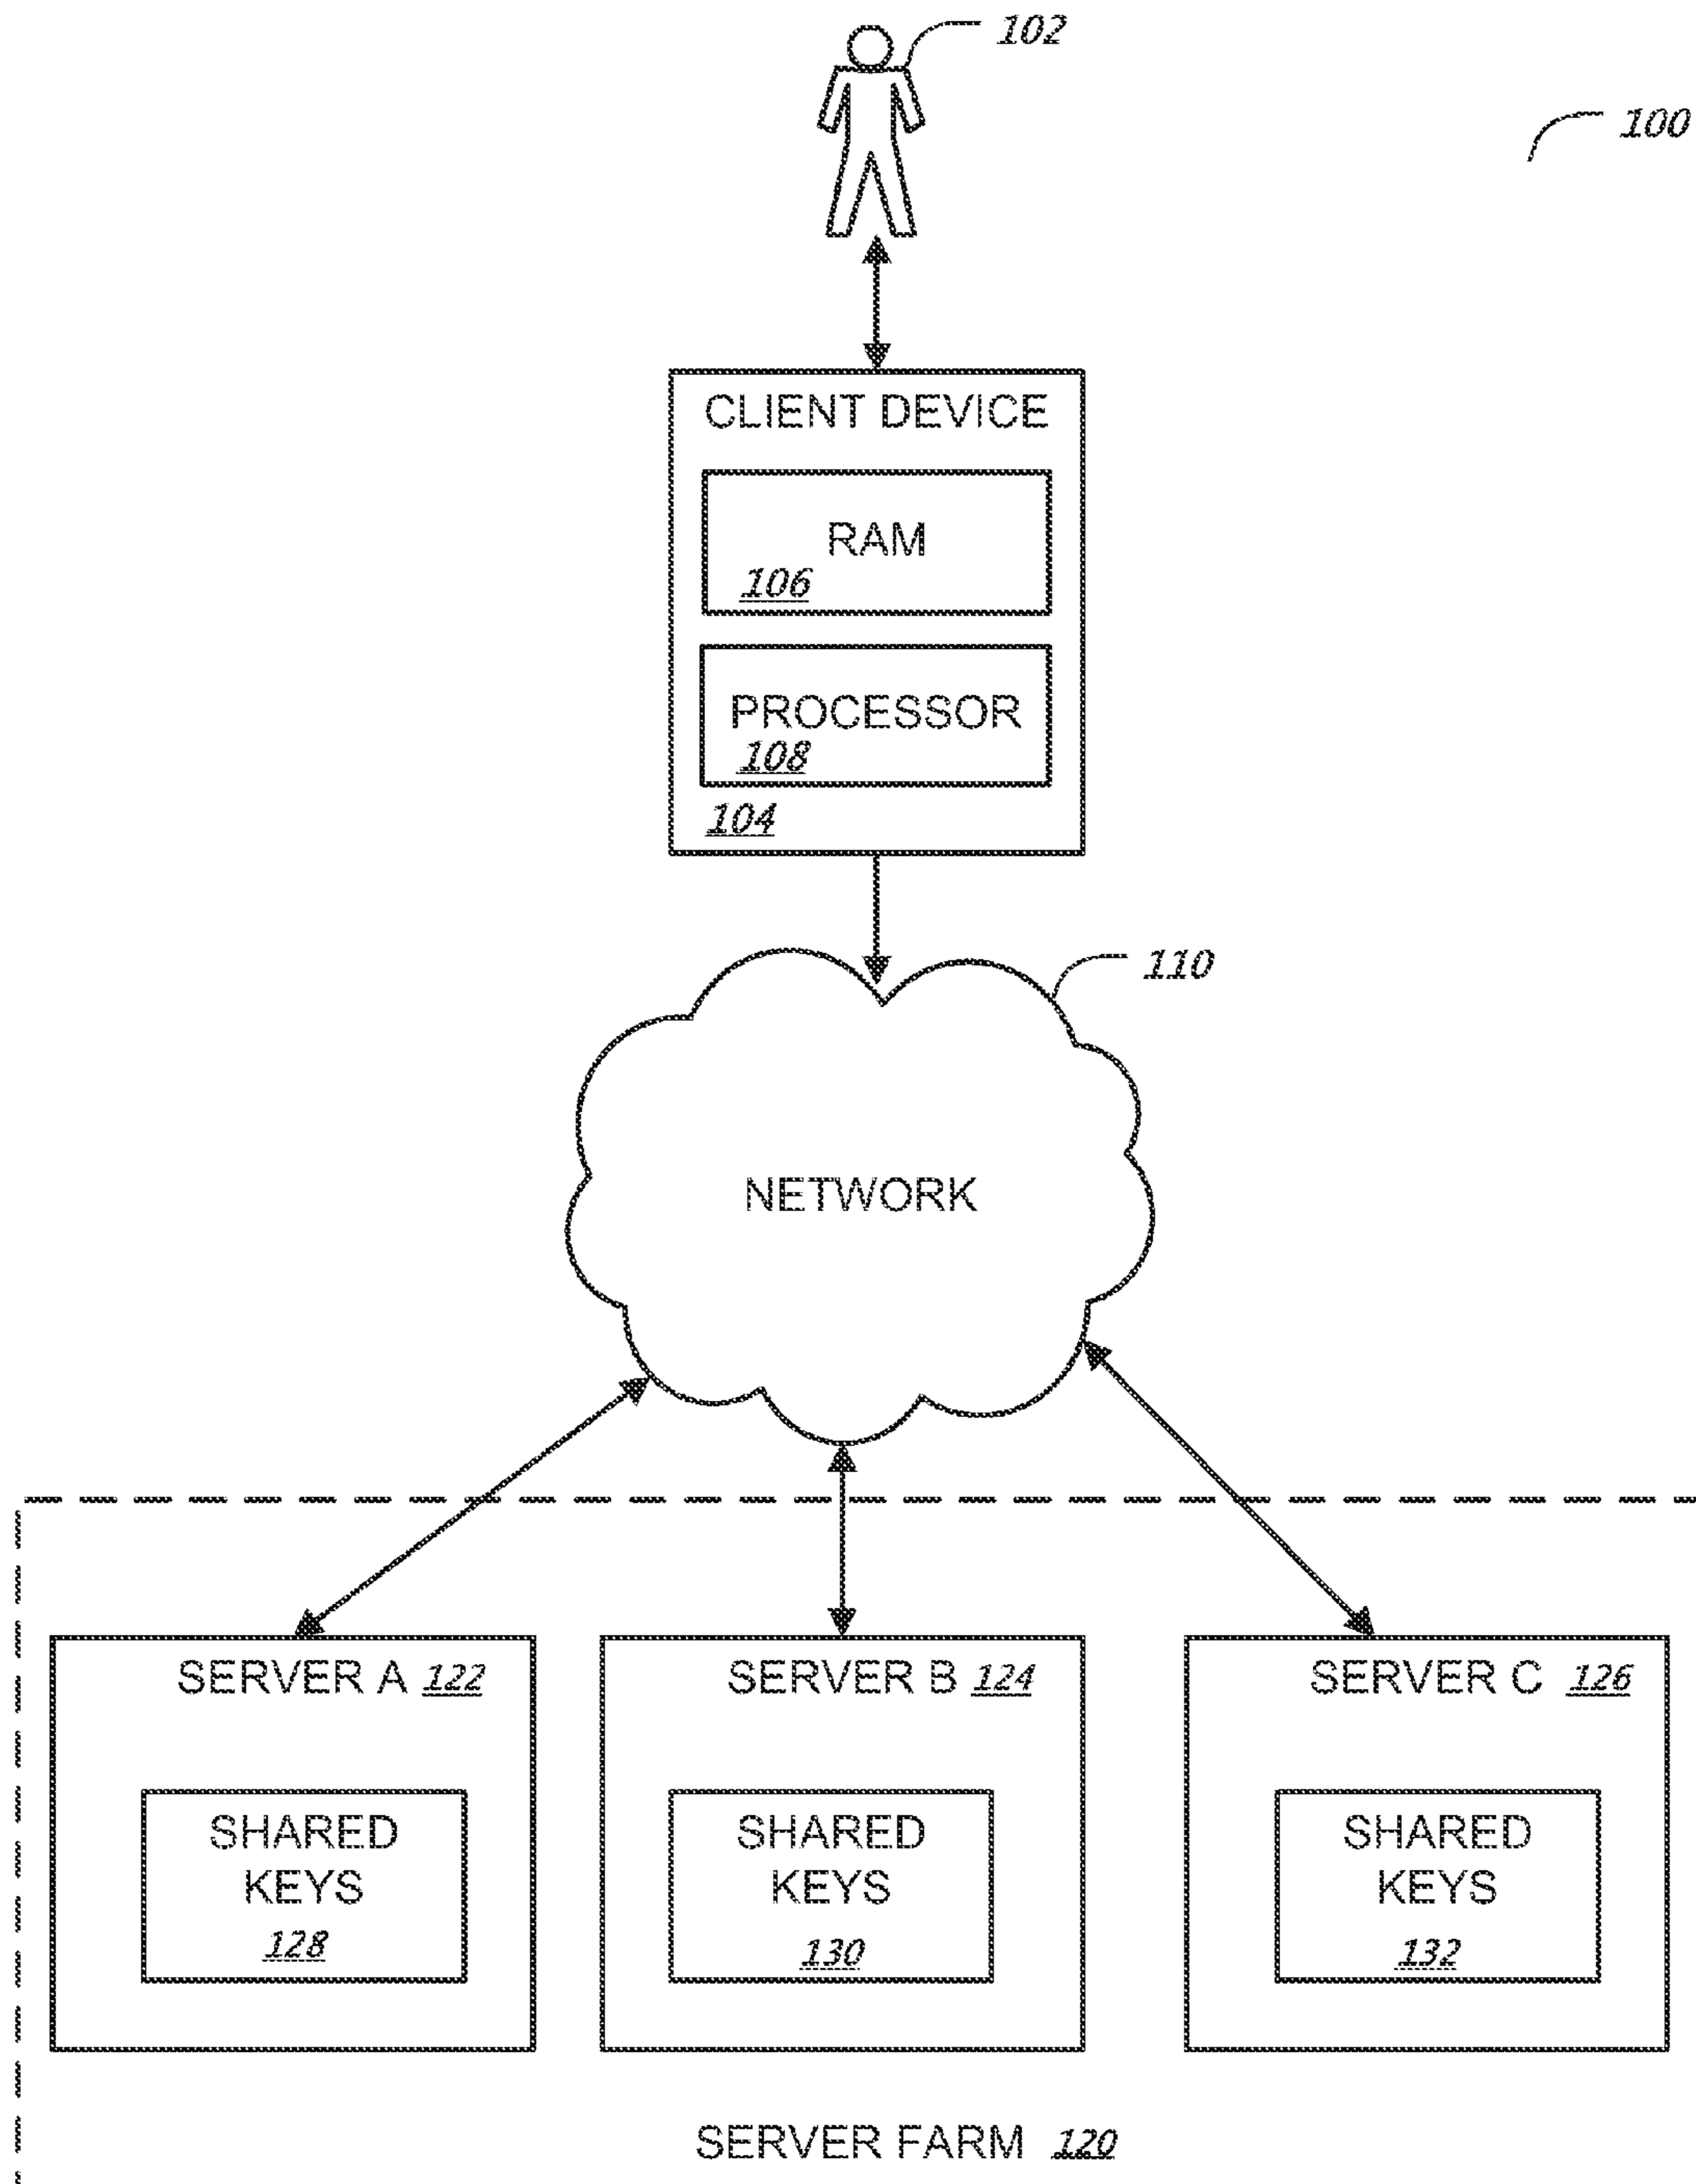 102
100
CLIENT DEVICE
RAM
106
PROCESSOR
108
104
110
NETWORK
SERVER A 122
SHARED
KEYS
128
SERVER B 124
SHARED
KEYS
130
SERVER C 126
SHARED
KEYS
132
SERVER FARM 120